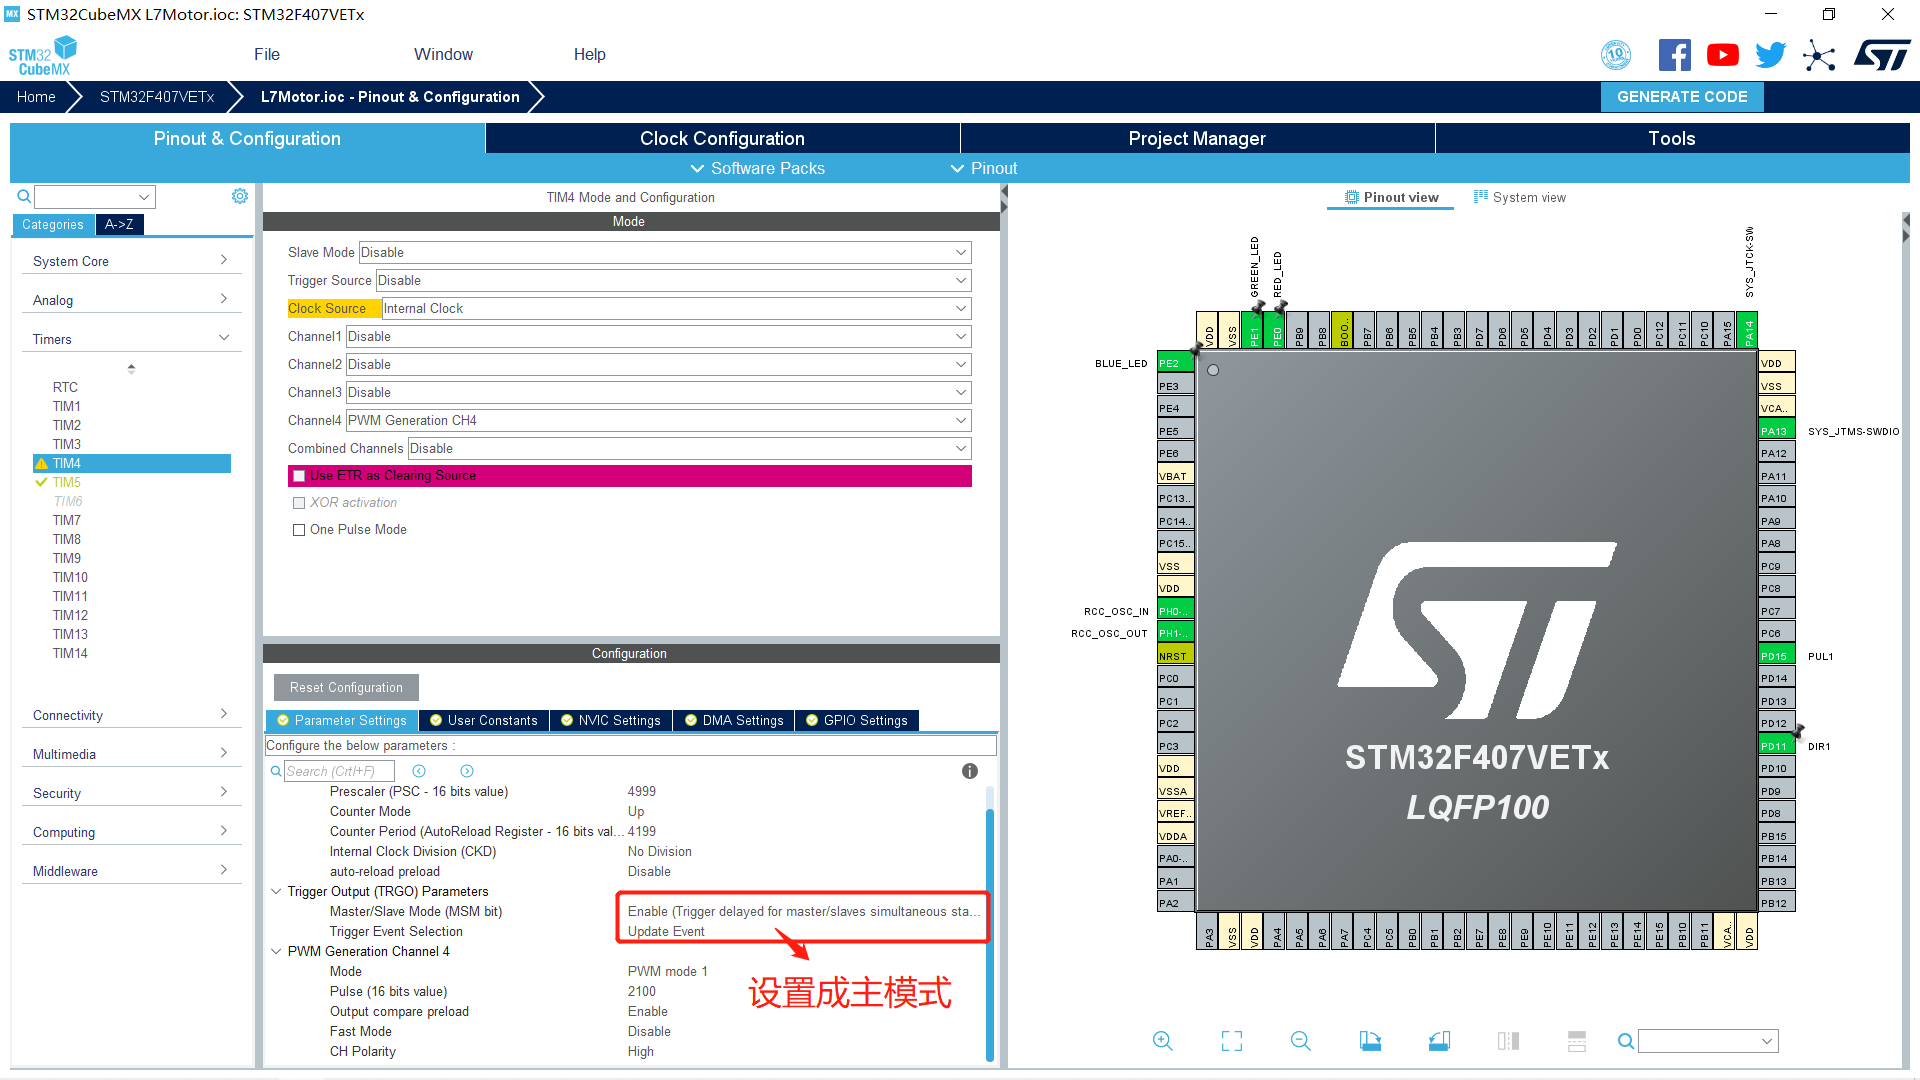 MX STM32CubeMX L7Motor.ioc: STM32F407VETx
STM32
CubeMX
File
Window
Help
10
ST
Home
STM32F407VETx
L7Motor.ioc - Pinout & Configuration
GENERATE CODE
Pinout & Configuration
Clock Configuration
Project Manager
Tools
Software Packs
Pinout
Categories
A->Z
System Core
Analog
Timers
RTC
TIM1
TIM2
TIM3
TIM4
TIM5
TIM6
TIM7
TIM8
TIM9
TIM10
TIM11
TIM12
TIM13
TIM14
Connectivity
Multimedia
Security
Computing
Middleware
TIM4 Mode and Configuration
Mode
Slave Mode Disable
Trigger Source Disable
Clock Source Internal Clock
Channel1 Disable
Channel2 Disable
Channel3 Disable
Channel4 PWM Generation CH4
Combined Channels Disable
Use ETR as Clearing Source
XOR activation
One Pulse Mode
Configuration
Reset Configuration
Parameter Settings
User Constants
NVIC Settings
DMA Settings
GPIO Settings
Configure the below parameters :
Search (CrtI+F)
Prescaler (PSC - 16 bits value) 4999
Counter Mode Up
Counter Period (AutoReload Register - 16 bits val... 4199
Internal Clock Division (CKD) No Division
auto-reload preload Disable
Trigger Output (TRGO) Parameters
Master/Slave Mode (MSM bit) Enable (Trigger delayed for master/slaves simultaneous sta...
Trigger Event Selection Update Event
PWM Generation Channel 4
Mode PWM mode 1
Pulse (16 bits value) 2100
Output compare preload Enable
Fast Mode Disable
CH Polarity High
设置成主模式
Pinout view
System view
GREEN_LED
RED_LED
SYS_JTCK-SW
VDD
VSS
PE1
PE0
PB9
PB8
BOO..
PB7
PB6
PB5
PB4
PB3
PD7
PD6
PD5
PD4
PD3
PD2
PD1
PD0
PC12
PC11
PC10
PA15
PA14
BLUE_LED
PE2
PE3
PE4
PE5
PE6
VBAT
PC13..
PC14..
PC15..
VSS
VDD
RCC_OSC_IN
PH0-..
RCC_OSC_OUT
PH1-..
NRST
PC0
PC1
PC2
PC3
VDD
VSSA
VREF..
VDDA
PA0-..
PA1
PA2
ST
STM32F407VETx
LQFP100
VDD
VSS
VCA..
PA13
SYS_JTMS-SWDIO
PA12
PA11
PA10
PA9
PA8
PC9
PC8
PC7
PC6
PD15
PUL1
PD14
PD13
PD12
PD11
DIR1
PD10
PD9
PD8
PB15
PB14
PB13
PB12
PA3
VSS
VDD
PA4
PA5
PA6
PA7
PC4
PC5
PB0
PB1
PB2
PE7
PE8
PE9
PE10
PE11
PE12
PE13
PE14
PE15
PB10
PB11
VCA..
VDD